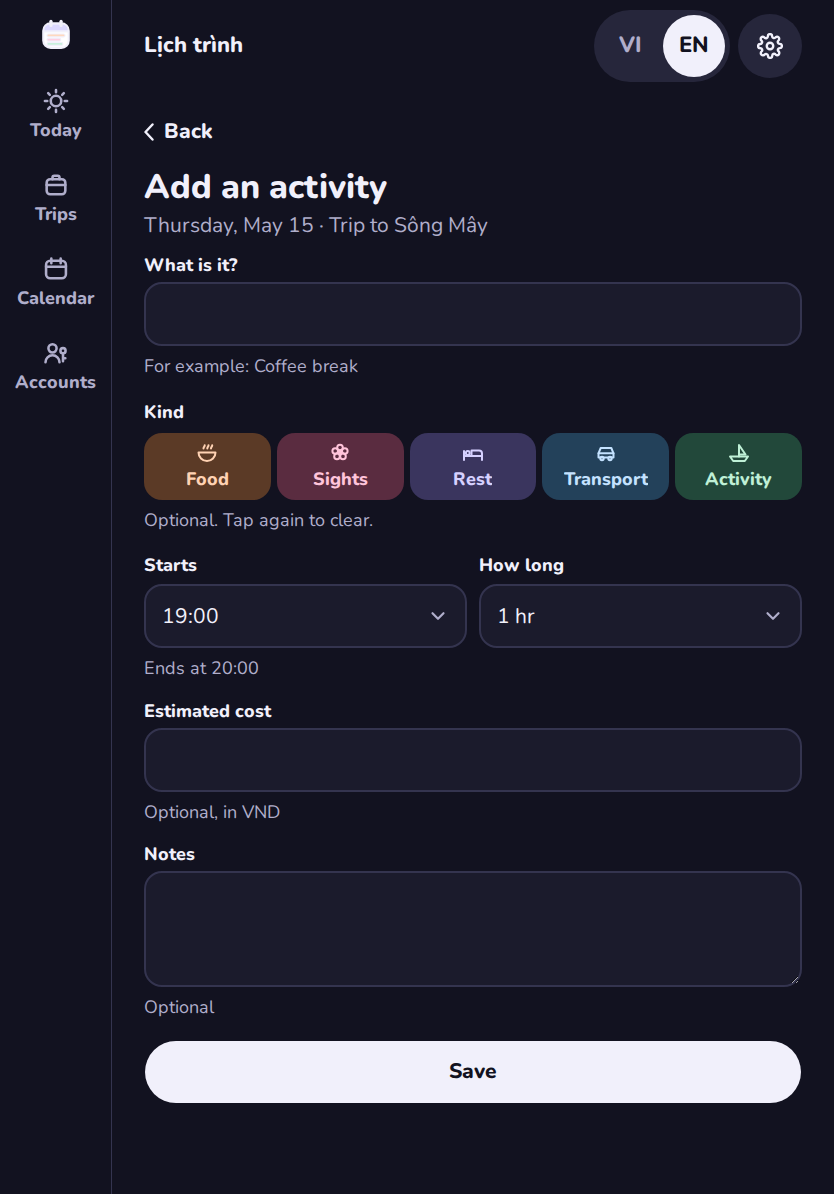 Lịch trình
VI
EN
Today
Trips
Calendar
Accounts
Back
Add an activity
Thursday, May 15 · Trip to Sông Mây
What is it?
For example: Coffee break
Kind
Food
Sights
Rest
Transport
Activity
Optional. Tap again to clear.
Starts
How long
19:00
1 hr
Ends at 20:00
Estimated cost
Optional, in VND
Notes
Optional
Save